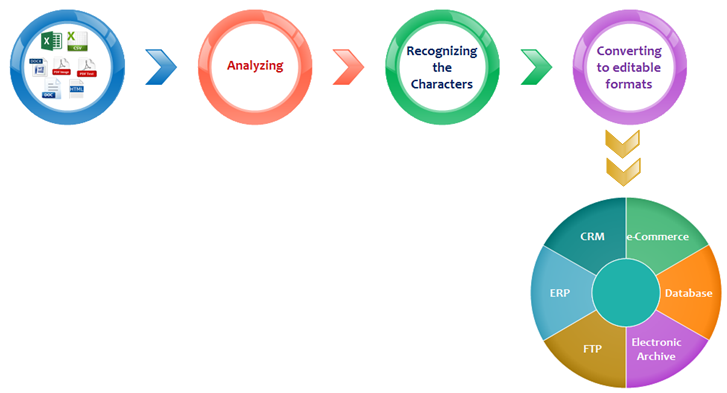 CSV
DOCX
PDF Image
PDF Text
DOC
HTML
Analyzing
Recognizing
the
Characters
Converting
to editable
formats
CRM
e-Commerce
ERP
Database
FTP
Electronic
Archive